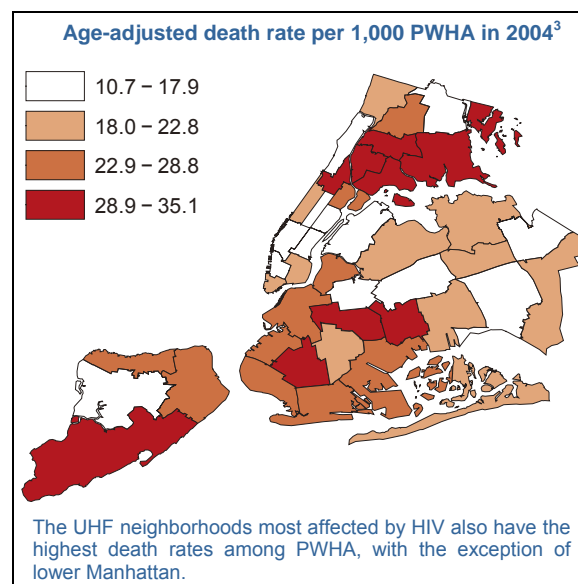 Age-adjusted death rate per 1,000 PWHA in 2004³
10.7 – 17.9
18.0 – 22.8
22.9 – 28.8
28.9 – 35.1
The UHF neighborhoods most affected by HIV also have the
highest death rates among PWHA, with the exception of
lower Manhattan.